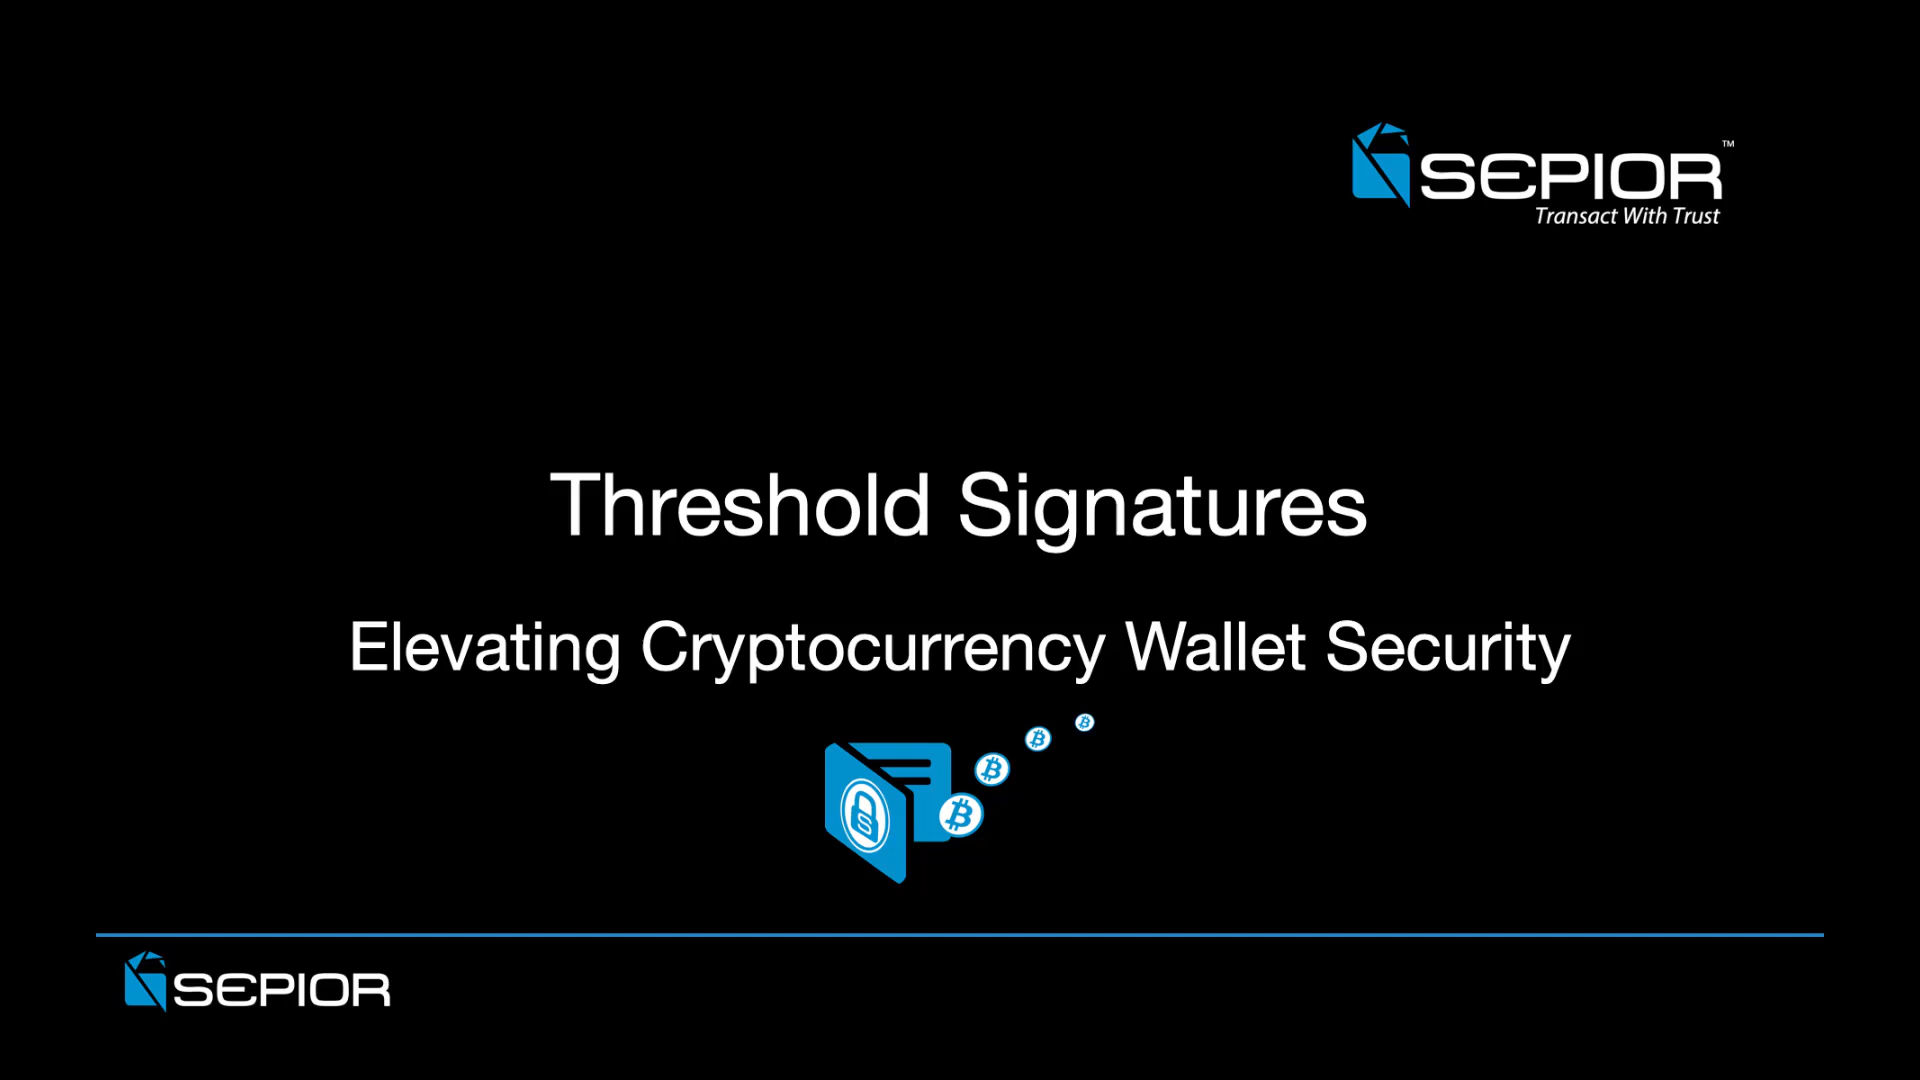 SEPIOR™
Transact With Trust
Threshold Signatures
Elevating Cryptocurrency Wallet Security
SEPIOR